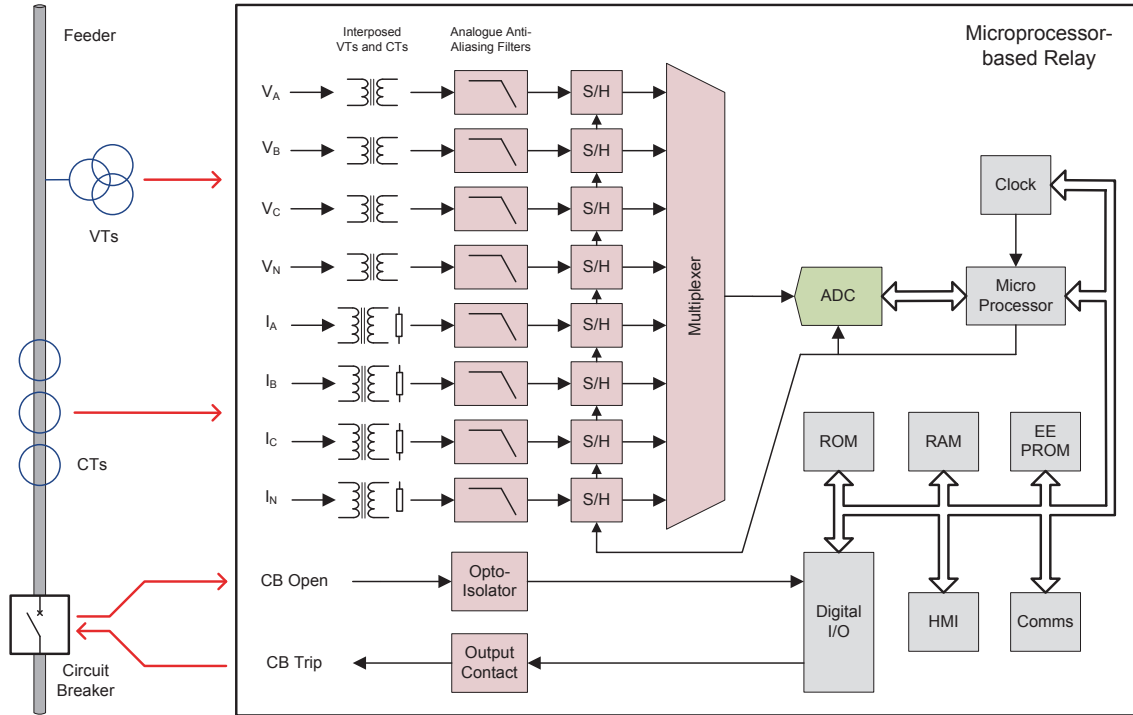 Feeder
Interposed
VTs and CTs
Analogue Anti-
Aliasing Filters
Microprocessor-
based Relay
VA
S/H
VB
S/H
VC
S/H
VN
S/H
IA
S/H
IB
S/H
IC
S/H
IN
S/H
Multiplexer
VTs
CTs
ADC
Clock
Micro
Processor
ROM
RAM
EE
PROM
CB Open
Opto-
Isolator
Digital
I/O
HMI
Comms
CB Trip
Output
Contact
Circuit
Breaker